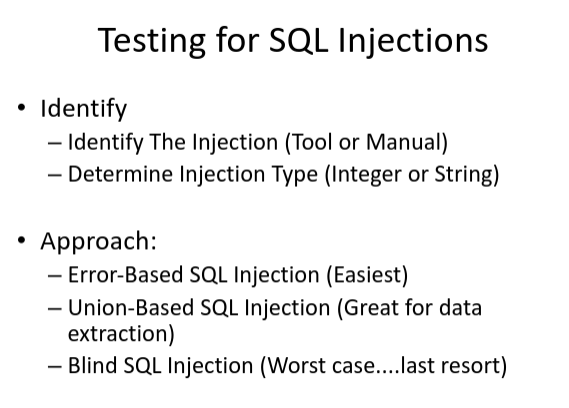 Testing for SQL Injections
• Identify
– Identify The Injection (Tool or Manual)
– Determine Injection Type (Integer or String)
• Approach:
– Error-Based SQL Injection (Easiest)
– Union-Based SQL Injection (Great for data
extraction)
– Blind SQL Injection (Worst case....last resort)